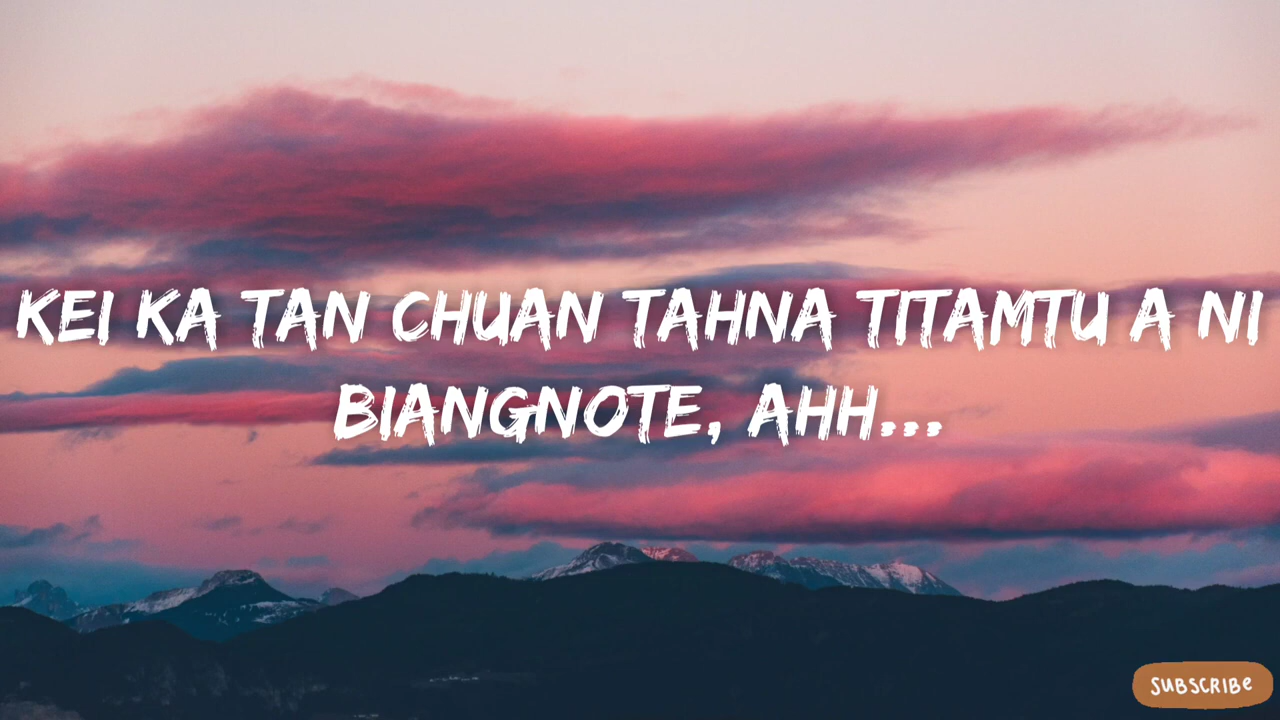 KEI KA TAN CHUAN TAHNA TITAMTU A NI
BIANGNOTE, AHH...
SUBSCRIBE